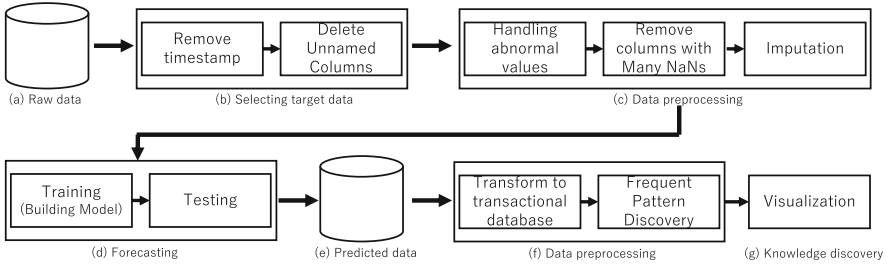 Remove
timestamp
Delete
Unnamed
Columns
Handling
abnormal
values
Remove
columns with
Many NaNs
Imputation
(a) Raw data
(b) Selecting target data
(c) Data preprocessing
Training
(Building Model)
Testing
Transform to
transactional
database
Frequent
Pattern
Discovery
Visualization
(d) Forecasting
(e) Predicted data
(f) Data preprocessing
(g) Knowledge discovery